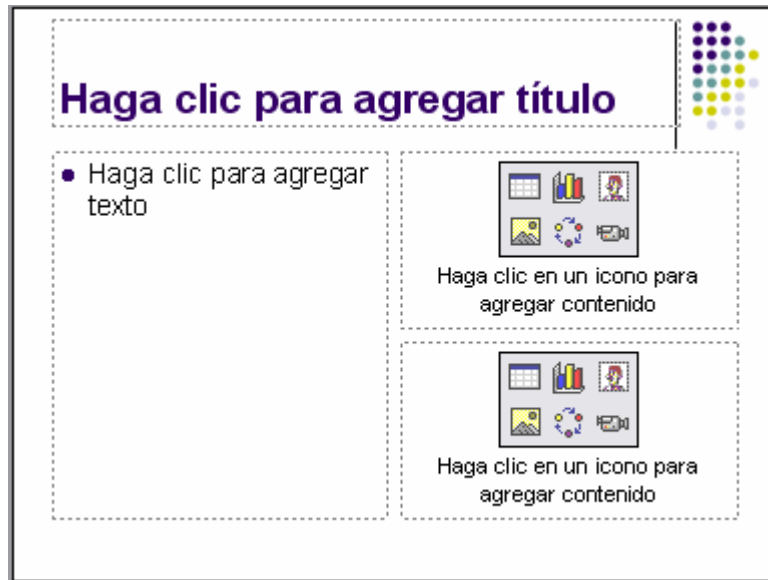 Haga clic para agregar título
Haga clic para agregar
texto
Haga clic en un icono para
agregar contenido
Haga clic en un icono para
agregar contenido